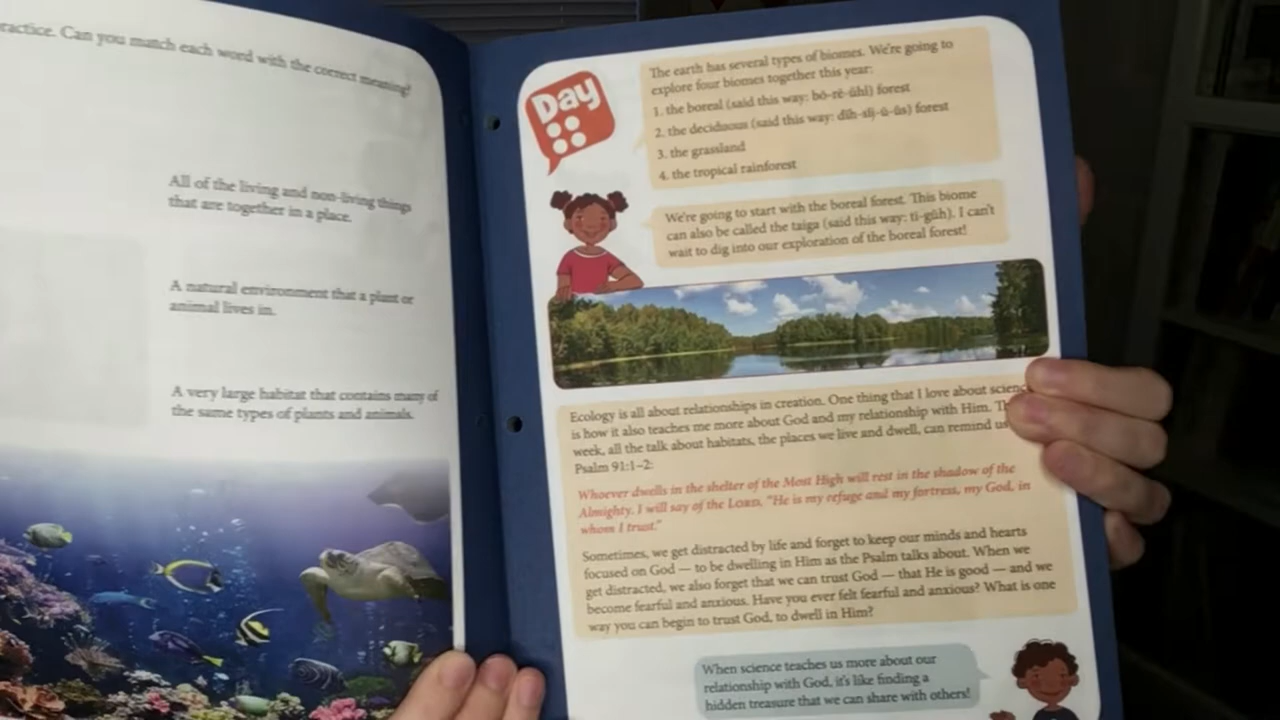 ractice. Can you match each word with the correct meaning?
All of the living and non-living things
that are together in a place.
A natural environment that a plant or
animal lives in.
A very large habitat that contains many of
the same types of plants and animals.
Day
The earth has several types of biomes. We're going to
explore four biomes together this year:
1. the boreal (said this way: bō-rē-ŭhl) forest
2. the deciduous (said this way: dĭh-sĭj-ū-ŭs) forest
3. the grassland
4. the tropical rainforest
We're going to start with the boreal forest. This biome
can also be called the taiga (said this way: tī-gŭh). I can't
wait to dig into our exploration of the boreal forest!
Ecology is all about relationships in creation. One thing that I love about scienc
is how it also teaches me more about God and my relationship with Him. Th
week, all the talk about habitats, the places we live and dwell, can remind us
Psalm 91:1–2:
Whoever dwells in the shelter of the Most High will rest in the shadow of the
Almighty. I will say of the LORD, "He is my refuge and my fortress, my God, in
whom I trust."
Sometimes, we get distracted by life and forget to keep our minds and hearts
focused on God — to be dwelling in Him as the Psalm talks about. When we
get distracted, we also forget that we can trust God — that He is good — and we
become fearful and anxious. Have you ever felt fearful and anxious? What is one
way you can begin to trust God, to dwell in Him?
When science teaches us more about our
relationship with God, it's like finding a
hidden treasure that we can share with others!